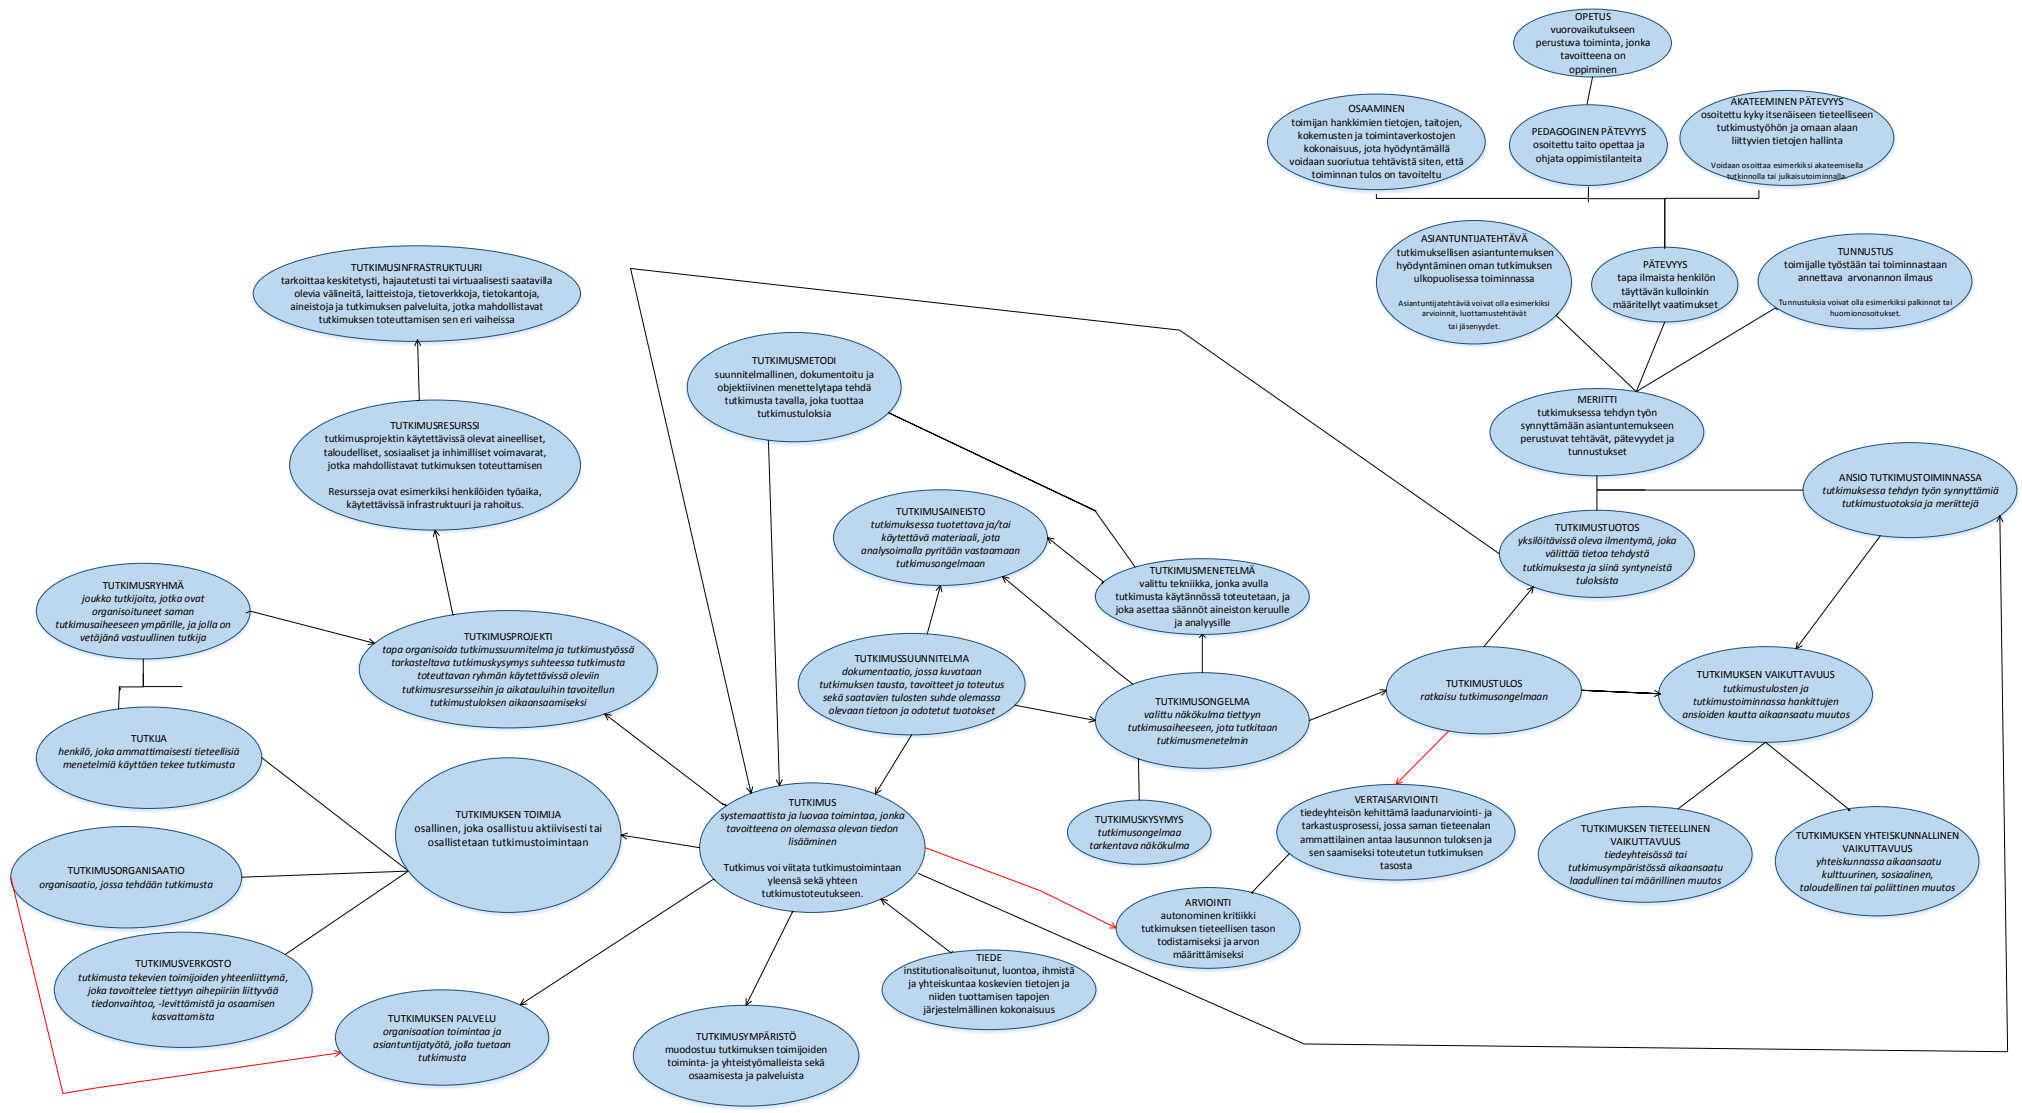 OPETUS
vuorovaikutukseen
perustuva toiminta, jonka
tavoitteena on
oppiminen
OSAAMINEN
toimijan hankkimien tietojen, taitojen,
kokemusten ja toimintaverkostojen
kokonaisuus, jota hyödyntämällä
voidaan suoriutua tehtävistä siten, että
toiminnan tulos on tavoiteltu
PEDAGOGINEN PÄTEVYYS
osoitettu taito opettaa ja
ohjata oppimistilanteita
AKATEEMINEN PÄTEVYYS
osoitettu kyky itsenäiseen tieteelliseen
tutkimustyöhön ja omaan alaan
liittyvien tietojen hallinta
Voidaan osoittaa esimerkiksi akateemisella
tutkinnolla tai julkaisutoiminnalla.
ASIANTUNTIJATEHTÄVÄ
tutkimuksellisen asiantuntemuksen
hyödyntäminen oman tutkimuksen
ulkopuolisessa toiminnassa
Asiantuntijatehtäviä voivat olla esimerkiksi
arvioinnit, luottamustehtävät
tai jäsenyydet.
PÄTEVYYS
tapa ilmaista henkilön
täyttävän kulloinkin
määritellyt vaatimukset
TUNNUSTUS
toimijalle työstään tai toiminnastaan
annettava arvonannon ilmaus
Tunnustuksia voivat olla esimerkiksi palkinnot tai
huomionosoitukset.
TUTKIMUSINFRASTRUKTUURI
tarkoittaa keskitetysti, hajautetusti tai virtuaalisesti saatavilla
olevia välineitä, laitteistoja, tietoverkkoja, tietokantoja,
aineistoja ja tutkimuksen palveluita, jotka mahdollistavat
tutkimuksen toteuttamisen sen eri vaiheissa
TUTKIMUSMETODI
suunnitelmallinen, dokumentoitu ja
objektiivinen menettelytapa tehdä
tutkimusta tavalla, joka tuottaa
tutkimustuloksia
MERIITTI
tutkimuksessa tehdyn työn
synnyttämään asiantuntemukseen
perustuvat tehtävät, pätevyydet ja
tunnustukset
TUTKIMUSRESURSSI
tutkimusprojektin käytettävissä olevat aineelliset,
taloudelliset, sosiaaliset ja inhimilliset voimavarat,
jotka mahdollistavat tutkimuksen toteuttamisen
Resursseja ovat esimerkiksi henkilöiden työaika,
käytettävissä infrastruktuuri ja rahoitus.
ANSIO TUTKIMUSTOIMINNASSA
tutkimuksessa tehdyn työn synnyttämiä
tutkimustuotoksia ja meriittejä
TUTKIMUSAINEISTO
tutkimuksessa tuotettava ja/tai
käytettävä materiaali, jota
analysoimalla pyritään vastaamaan
tutkimusongelmaan
TUTKIMUSTUOTOS
yksilöitävissä oleva ilmentymä, joka
välittää tietoa tehdystä
tutkimuksesta ja siinä syntyneistä
tuloksista
TUTKIMUSMENETELMÄ
valittu tekniikka, jonka avulla
tutkimusta käytännössä toteutetaan, ja
joka asettaa säännöt aineiston keruulle
ja analyysille
TUTKIMUSRYHMÄ
joukko tutkijoita, jotka ovat
organisoituneet saman
tutkimusaiheeseen ympärille, ja jolla on
vetäjänä vastuullinen tutkija
TUTKIMUSPROJEKTI
tapa organisoida tutkimussuunnitelma ja tutkimustyössä
tarkasteltava tutkimuskysymys suhteessa tutkimusta
toteuttavan ryhmän käytettävissä oleviin
tutkimusresursseihin ja aikatauluihin tavoitellun
tutkimustuloksen aikaansaamiseksi
TUTKIMUSSUUNNITELMA
dokumentaatio, jossa kuvataan
tutkimuksen tausta, tavoitteet ja toteutus
sekä saatavien tulosten suhde olemassa
olevaan tietoon ja odotetut tuotokset
TUTKIMUSONGELMA
valittu näkökulma tiettyyn
tutkimusaiheeseen, jota tutkitaan
tutkimusmenetelmin
TUTKIMUSTULOS
ratkaisu tutkimusongelmaan
TUTKIMUKSEN VAIKUTTAVUUS
tutkimustulosten ja
tutkimustoiminnassa hankittujen
ansioiden kautta aikaansaatu muutos
TUTKIJA
henkilö, joka ammattimaisesti tieteellisiä
menetelmiä käyttäen tekee tutkimusta
TUTKIMUKSEN TOIMIJA
osallinen, joka osallistuu aktiivisesti tai
osallistetaan tutkimustoimintaan
TUTKIMUS
systemaattista ja luovaa toimintaa, jonka
tavoitteena on olemassa olevan tiedon
lisääminen
Tutkimus voi viitata tutkimustoimintaan
yleensä sekä yhteen
tutkimustoteutukseen.
TUTKIMUSKYSYMYS
tutkimusongelmaa
tarkentava näkökulma
VERTAISARVIOINTI
tiedeyhteisön kehittämä laadunarviointi- ja
tarkastusprosessi, jossa saman tieteenalan
ammattilainen antaa lausunnon tuloksen ja
sen saamiseksi toteutetun tutkimuksen
tasosta
TUTKIMUKSEN TIETEELLINEN
VAIKUTTAVUUS
tiedeyhteisössä tai
tutkimusympäristössä aikaansaatu
laadullinen tai määrillinen muutos
TUTKIMUKSEN YHTEISKUNNALLINEN
VAIKUTTAVUUS
yhteiskunnassa aikaansaatu
kulttuurinen, sosiaalinen,
taloudellinen tai poliittinen muutos
TUTKIMUSORGANISAATIO
organisaatio, jossa tehdään tutkimusta
ARVIOINTI
autonominen kritiikki
tutkimuksen tieteellisen tason
todistamiseksi ja arvon
määrittämiseksi
TUTKIMUSVERKOSTO
tutkimusta tekevien toimijoiden yhteenliittymä,
joka tavoittelee tiettyyn aihepiiriin liittyvää
tiedonvaihtoa, -levittämistä ja osaamisen
kasvattamista
TIEDE
institutionalisoitunut, luontoa, ihmistä
ja yhteiskuntaa koskevien tietojen ja
niiden tuottamisen tapojen
järjestelmällinen kokonaisuus
TUTKIMUKSEN PALVELU
organisaation toimintaa ja
asiantuntijatyötä, jolla tuetaan
tutkimusta
TUTKIMUSYMPÄRISTÖ
muodostuu tutkimuksen toimijoiden
toiminta- ja yhteistyömalleista sekä
osaamisesta ja palveluista